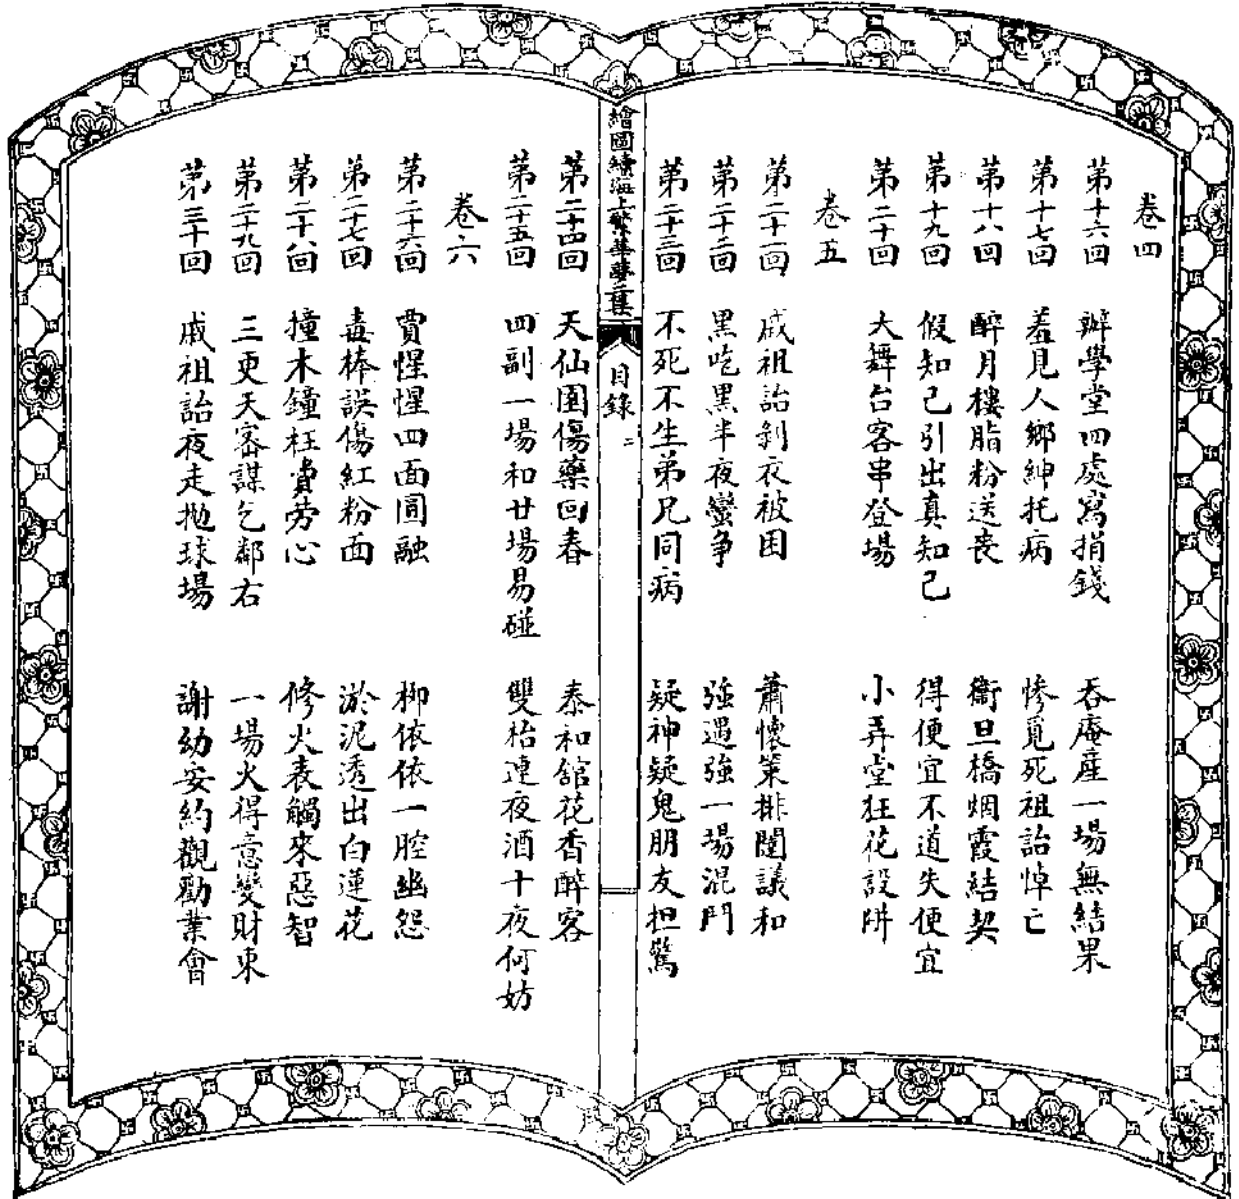 卷四
第十六回 辦學堂四處寫捐錢 吞庵產一場無結果
第十七回 羞見人鄉紳托病 慘覓死祖詒悼亡
第十八回 醉月樓脂粉送喪 衞旦橋烟霞結契
第十九回 假知己引出真知己 得便宜不道失便宜
第二十回 大舞台客串登場 小弄堂狂花設阱
卷五
第二十一回 戚祖詒剝衣被困 蕭懷策排闥議和
第二十二回 黑吃黑半夜蠻爭 強遇強一場混鬥
第二十三回 不死不生弟兄同病 疑神疑鬼朋友担驚
繪圖續海上繁華夢二集 目錄 二
第二十四回 天仙園傷藥回春 泰和舘花香醉客
第二十五回 四副一場和廿場易碰 雙枱連夜酒十夜何妨
卷六
第二十六回 賈惺惺四面圓融 柳依依一腔幽怨
第二十七回 毒棒誤傷紅粉面 淤泥透出白蓮花
第二十八回 撞木鐘枉費勞心 修火表觸來惡智
第二十九回 三更天密謀乞鄰右 一場火得意變財東
第三十回 戚祖詒夜走拋球場 謝幼安約觀勸業會